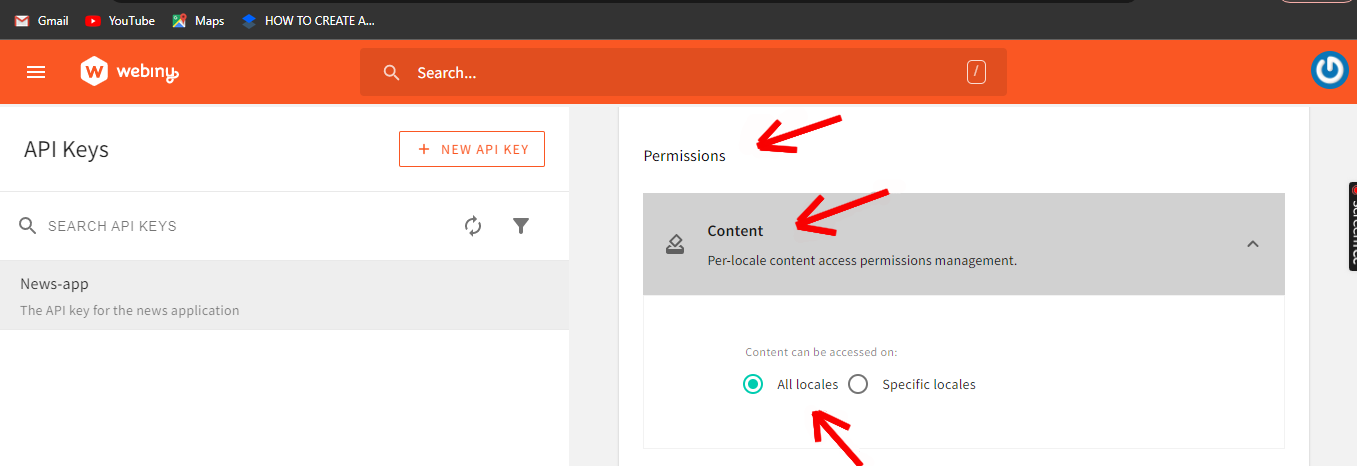 Gmail YouTube Maps HOW TO CREATE A...
webiny Search... /
API Keys + NEW API KEY
SEARCH API KEYS
News-app
The API key for the news application
Permissions
Content
Per-locale content access permissions management.
Content can be accessed on:
All locales Specific locales